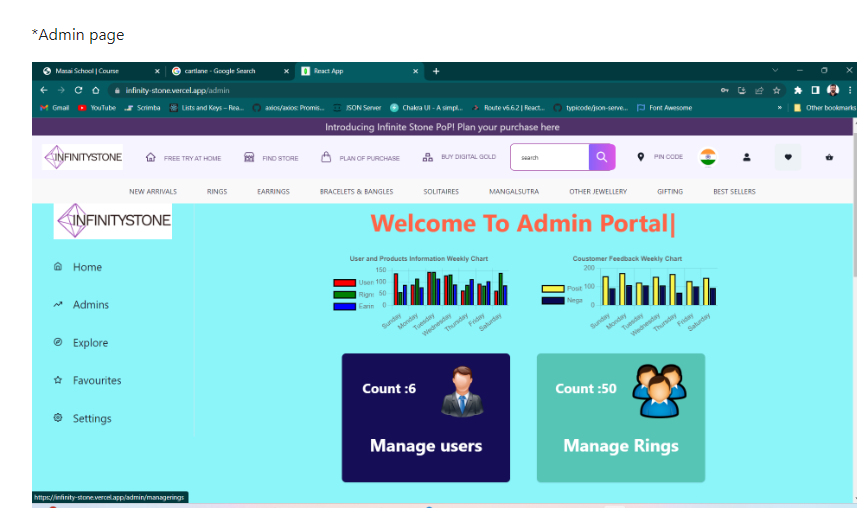 *Admin page
Masai School | Course
cartlane - Google Search
React App
infinity-stone.vercel.app/admin
Gmail
YouTube
Scrimba
Lists and Keys – Rea...
axios/axios: Promis...
JSON Server
Chakra UI - A simpl...
Route v6.6.2 | React...
typicode/json-serve...
Font Awesome
»
Other bookmarks
Introducing Infinite Stone PoP! Plan your purchase here
INFINITYSTONE
FREE TRY AT HOME
FIND STORE
PLAN OF PURCHASE
BUY DIGITAL GOLD
search
PIN CODE
NEW ARRIVALS
RINGS
EARRINGS
BRACELETS & BANGLES
SOLITAIRES
MANGALSUTRA
OTHER JEWELLERY
GIFTING
BEST SELLERS
INFINITYSTONE
Home
Admins
Explore
Favourites
Settings
Welcome To Admin Portal|
User and Products Information Weekly Chart
150
100
50
0
User
Rign
Earin
Sunday
Monday
Tuesday
Wednesday
Thursday
Friday
Saturday
Coustomer Feedback Weekly Chart
200
100
0
Posit
Nega
Sunday
Monday
Tuesday
Wednesday
Thursday
Friday
Saturday
Count :6
Manage users
Count :50
Manage Rings
https://infinity-stone.vercel.app/admin/managerings